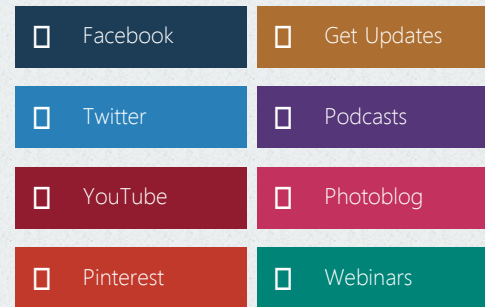 Facebook
Get Updates
Twitter
Podcasts
YouTube
Photoblog
Pinterest
Webinars